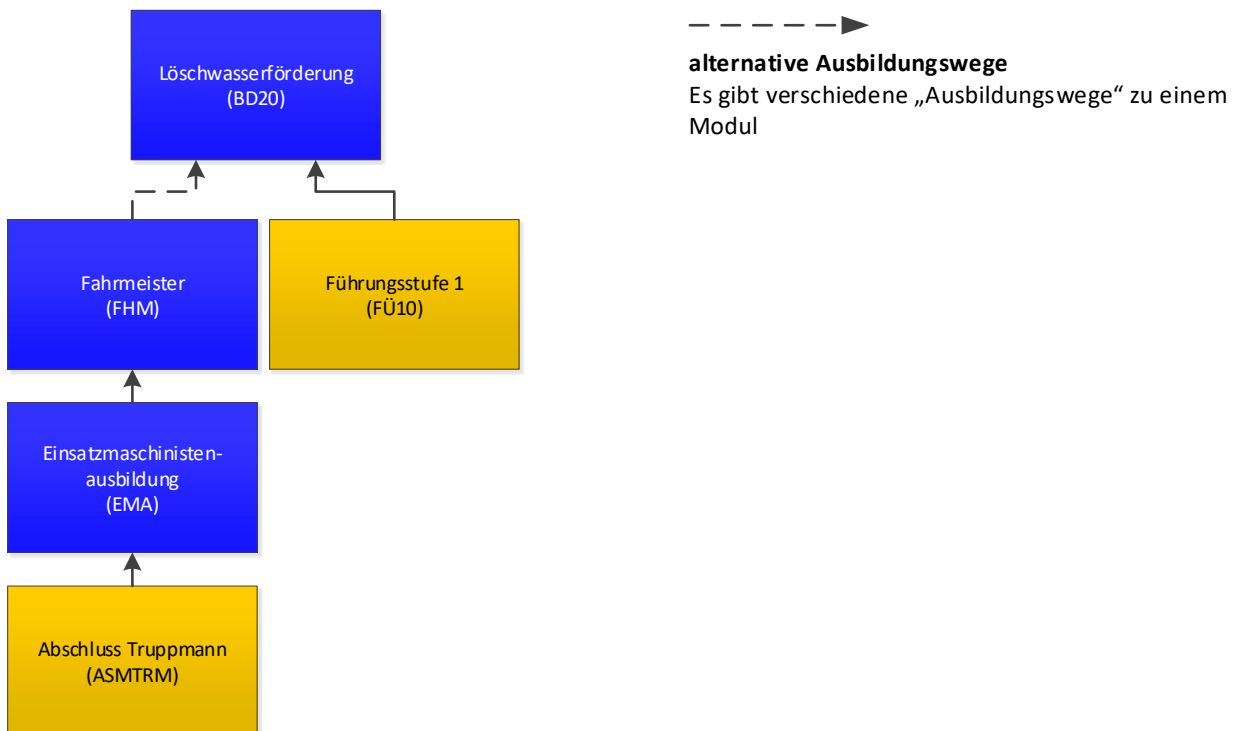 Löschwasserförderung
(BD20)
Fahrmeister
(FHM)
Führungsstufe 1
(FÜ10)
Einsatzmaschinisten-
ausbildung
(EMA)
Abschluss Truppmann
(ASMTRM)
alternative Ausbildungswege
Es gibt verschiedene „Ausbildungswege“ zu einem
Modul